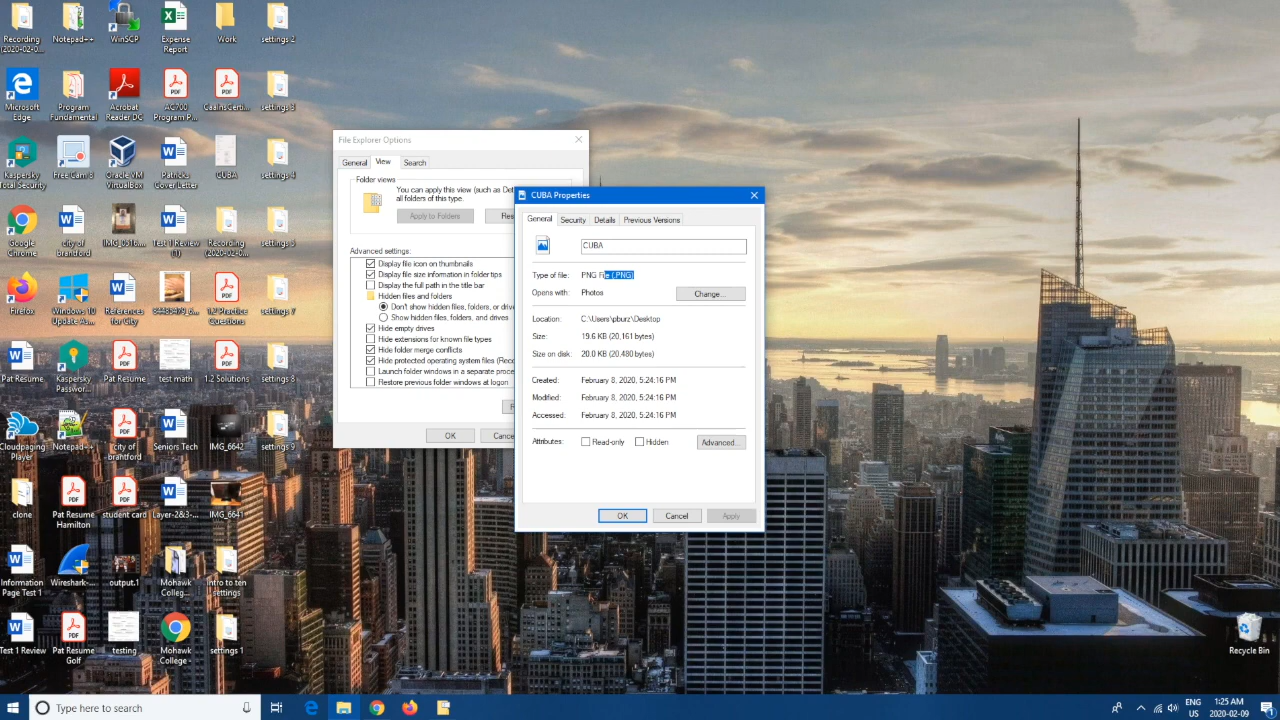 Recording
(2020-02-0...
Notepad++
WinSCP
Expense
Report
Work
settings 2
Microsoft
Edge
Program
Fundamental
Acrobat
Reader DC
AC700
Program P...
CaainsCerti...
settings 3
Kaspersky
Total Security
Free Cam 8
Oracle VM
Virtualbox
Patricks
Cover Letter
CUBA
settings 4
Google
Chrome
city of
Brantford
Test 1 Review
(1)
Recording
(2020-02-0...
Firefox
Windows 10
Update As...
References
for City
1.2 Practice
Questions
settings 7
Pat Resume
Kaspersky
Passwor...
Pat Resume
test math
1.2 Solutions
settings 8
Cloudpaging
Player
Notepad++
city of
brantford
Seniors Tech
IMG_6642
settings 9
clone
Pat Resume
Hamilton
student card
Layer-2&3-...
IMG_6641
Information
Page Test 1
Wireshark-...
output.1
Mohawk
Colleg...
Intro to ten
settings
Test 1 Review
Pat Resume
Golf
testing
Mohawk
College -
settings 1
File Explorer Options
General
View
Search
Folder views
You can apply this view (such as Det
all folders of this type.
Apply to Folders
Res
Advanced settings:
Display file icon on thumbnails
Display file size information in folder tips
Display the full path in the title bar
Hidden files and folders
Don't show hidden files, folders, or drive
Show hidden files, folders, and drives
Hide empty drives
Hide extensions for known file types
Hide folder merge conflicts
Hide protected operating system files (Reco
Launch folder windows in a separate proce
Restore previous folder windows at logon
R
OK
Cance
CUBA Properties
General
Security
Details
Previous Versions
CUBA
Type of file:
PNG File (.PNG)
Opens with:
Photos
Change...
Location:
C:\Users\pburz\Desktop
Size:
19.6 KB (20,161 bytes)
Size on disk:
20.0 KB (20,480 bytes)
Created:
February 8, 2020, 5:24:16 PM
Modified:
February 8, 2020, 5:24:16 PM
Accessed:
February 8, 2020, 5:24:16 PM
Attributes:
Read-only
Hidden
Advanced...
OK
Cancel
Apply
Recycle Bin
Type here to search
ENG
US
1:25 AM
2020-02-09